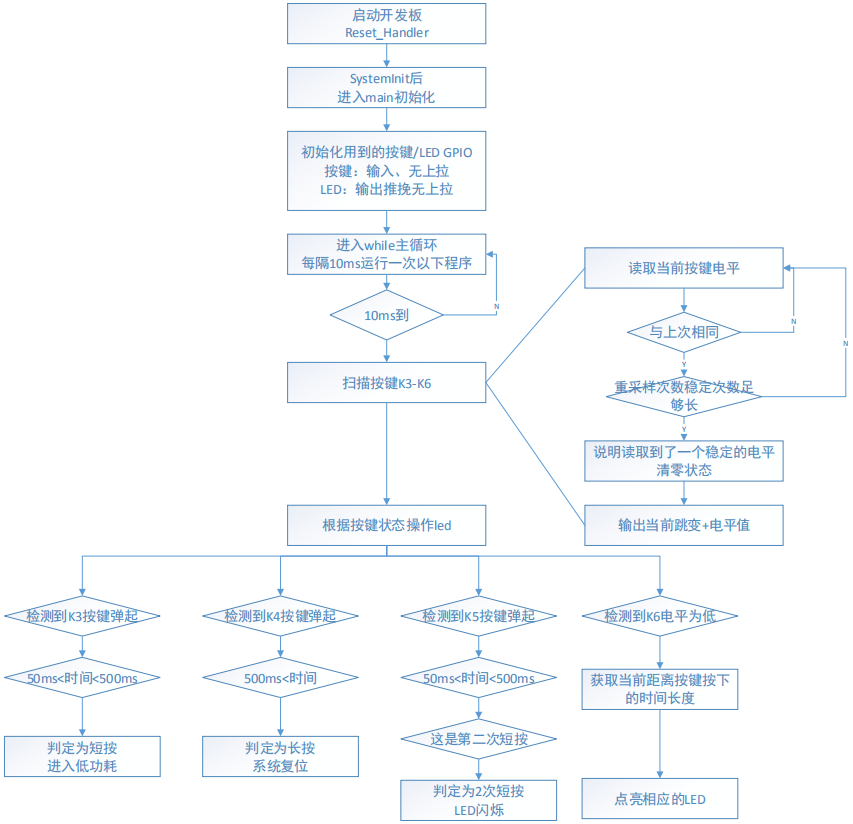 启动开发板
Reset_Handler
SystemInit后
进入main初始化
初始化用到的按键/LED GPIO
按键：输入、无上拉
LED：输出推挽无上拉
进入while主循环
每隔10ms运行一次以下程序
N
10ms到
扫描按键K3-K6
读取当前按键电平
与上次相同
N
Y
重采样次数稳定次数足
够长
N
Y
说明读取到了一个稳定的电平
清零状态
输出当前跳变+电平值
根据按键状态操作led
检测到K3按键弹起
50ms<时间<500ms
判定为短按
进入低功耗
检测到K4按键弹起
500ms<时间
判定为长按
系统复位
检测到K5按键弹起
50ms<时间<500ms
这是第二次短按
判定为2次短按
LED闪烁
检测到K6电平为低
获取当前距离按键按下
的时间长度
点亮相应的LED